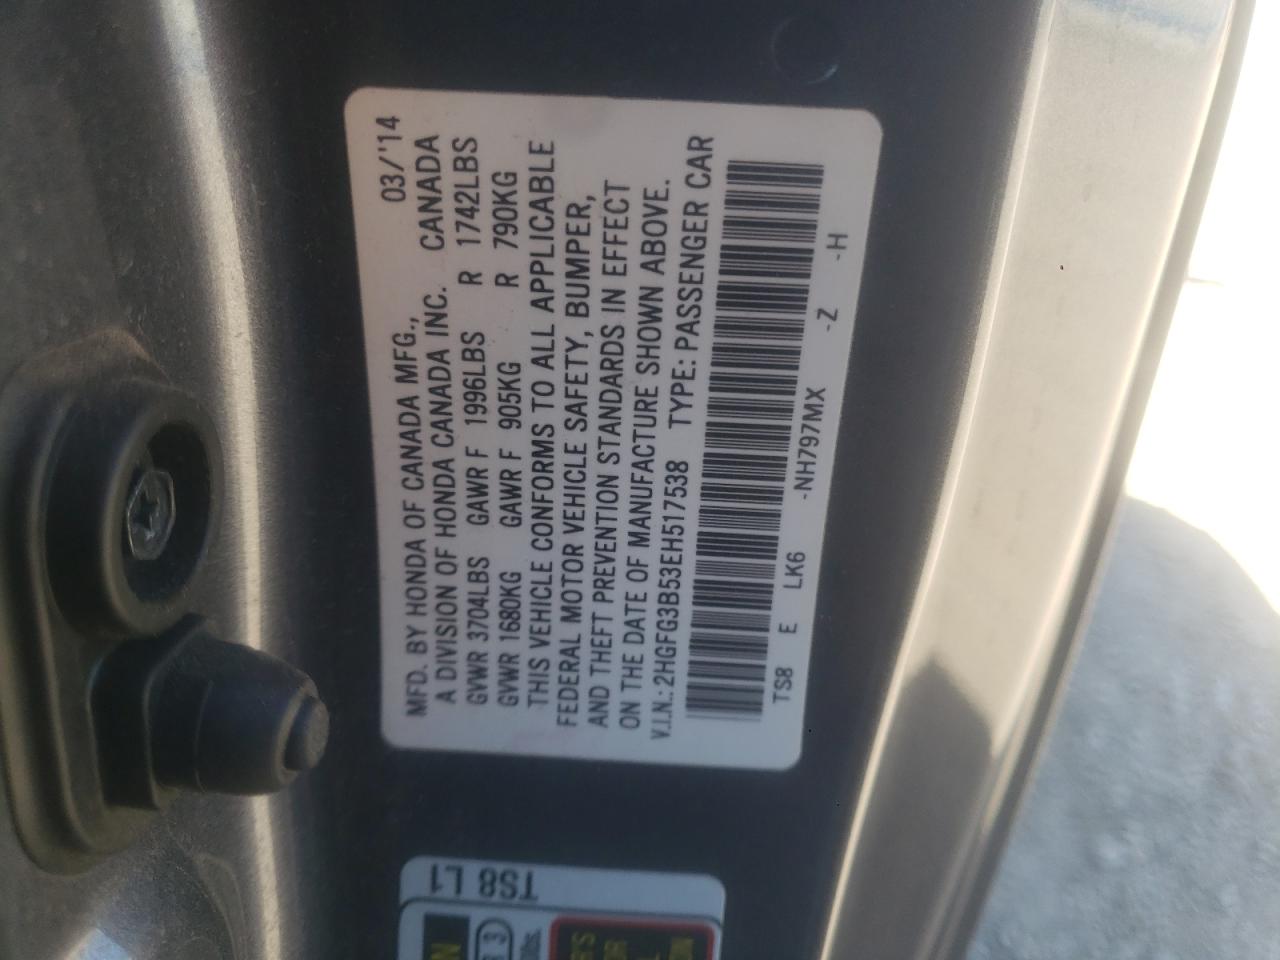 MFD. BY HONDA OF CANADA MFG., 03/'14
A DIVISION OF HONDA CANADA INC. CANADA
GVWR 3704LBS GAWR F 1996LBS R 1742LBS
GVWR 1680KG GAWR F 905KG R 790KG
THIS VEHICLE CONFORMS TO ALL APPLICABLE
FEDERAL MOTOR VEHICLE SAFETY, BUMPER,
AND THEFT PREVENTION STANDARDS IN EFFECT
ON THE DATE OF MANUFACTURE SHOWN ABOVE.
V.I.N.: 2HGFG3B53EH517538 TYPE: PASSENGER CAR
TS8 E LK6 -NH797MX -Z -H
TS8 L1